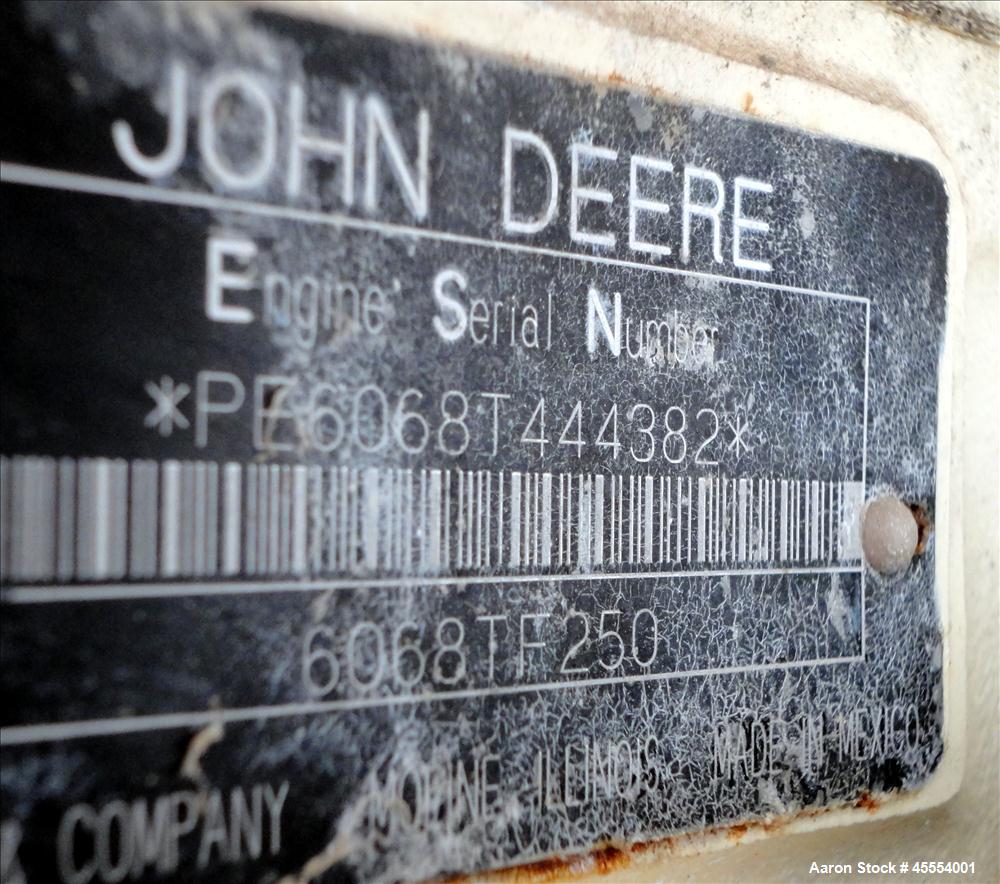 JOHN DEERE
Engine Serial Number
*PE6068T444382*
6068TF250
COMPANY MOLINE ILLINOIS MADE IN MEXICO
Aaron Stock # 45554001